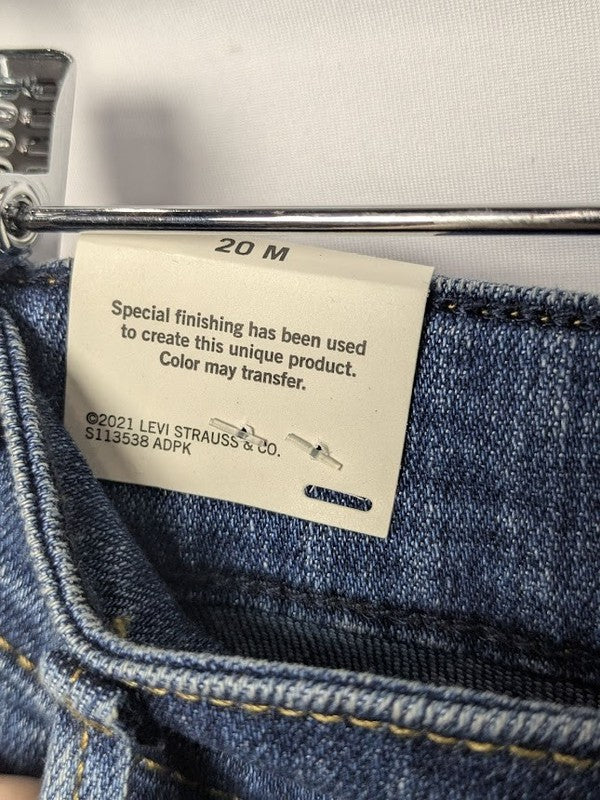 20 M
Special finishing has been used
to create this unique product.
Color may transfer.
©2021 LEVI STRAUSS & CO.
S113538 ADPK